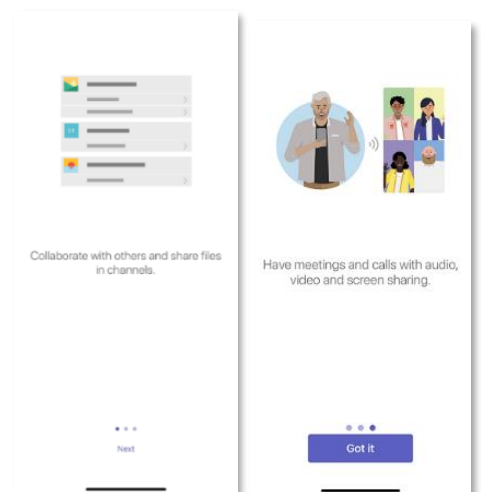 Collaborate with others and share files
in channels.
Next
Have meetings and calls with audio,
video and screen sharing.
Got it